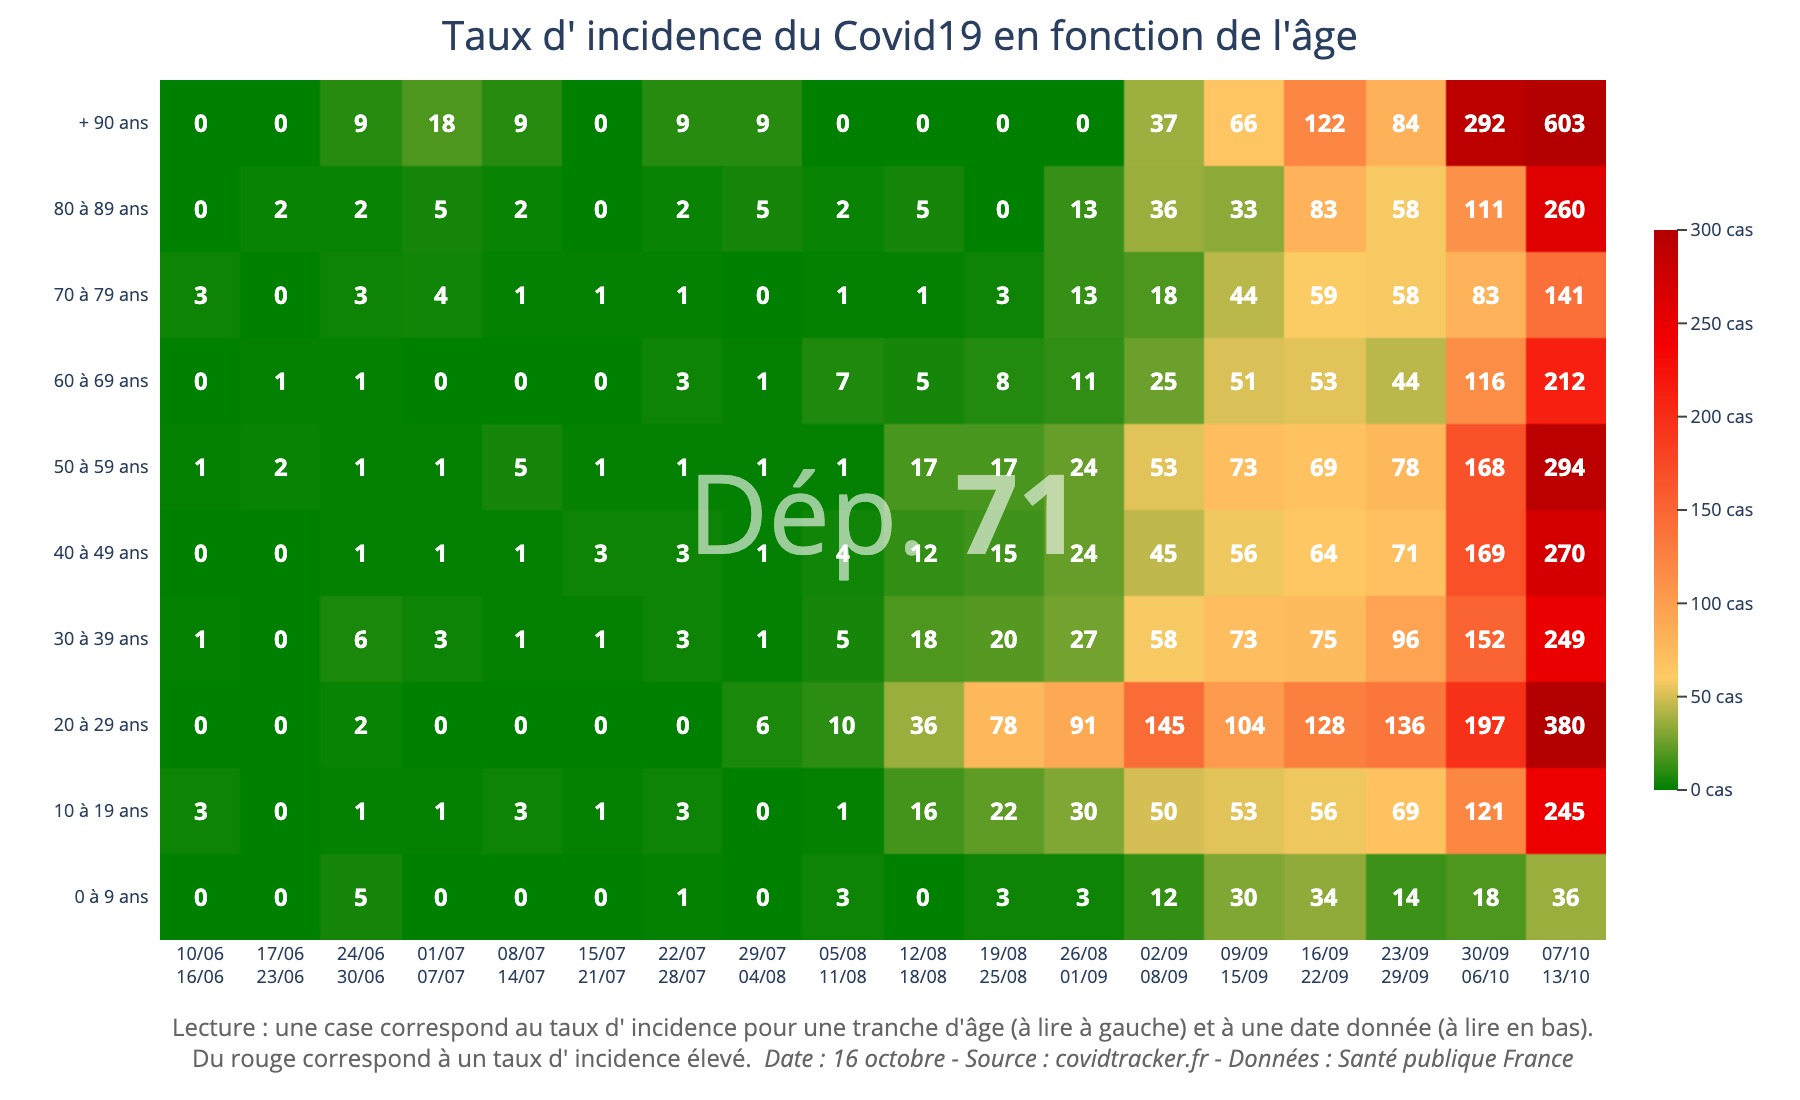 Taux d' incidence du Covid19 en fonction de l'âge
+ 90 ans 0 0 9 18 9 0 9 9 0 0 0 0 37 66 122 84 292 603
80 à 89 ans 0 2 2 5 2 0 2 5 2 5 0 13 36 33 83 58 111 260
70 à 79 ans 3 0 3 4 1 1 1 0 1 1 3 13 18 44 59 58 83 141
60 à 69 ans 0 1 1 0 0 0 3 1 7 5 8 11 25 51 53 44 116 212
50 à 59 ans 1 2 1 1 5 1 1 1 1 17 17 24 53 73 69 78 168 294
Dép. 71
40 à 49 ans 0 0 1 1 1 3 3 1 4 12 15 24 45 56 64 71 169 270
30 à 39 ans 1 0 6 3 1 1 3 1 5 18 20 27 58 73 75 96 152 249
20 à 29 ans 0 0 2 0 0 0 0 6 10 36 78 91 145 104 128 136 197 380
10 à 19 ans 3 0 1 1 3 1 3 0 1 16 22 30 50 53 56 69 121 245
0 à 9 ans 0 0 5 0 0 0 1 0 3 0 3 3 12 30 34 14 18 36
10/06 17/06 24/06 01/07 08/07 15/07 22/07 29/07 05/08 12/08 19/08 26/08 02/09 09/09 16/09 23/09 30/09 07/10
16/06 23/06 30/06 07/07 14/07 21/07 28/07 04/08 11/08 18/08 25/08 01/09 08/09 15/09 22/09 29/09 06/10 13/10
300 cas
250 cas
200 cas
150 cas
100 cas
50 cas
0 cas
Lecture : une case correspond au taux d' incidence pour une tranche d'âge (à lire à gauche) et à une date donnée (à lire en bas).
Du rouge correspond à un taux d' incidence élevé. Date : 16 octobre - Source : covidtracker.fr - Données : Santé publique France